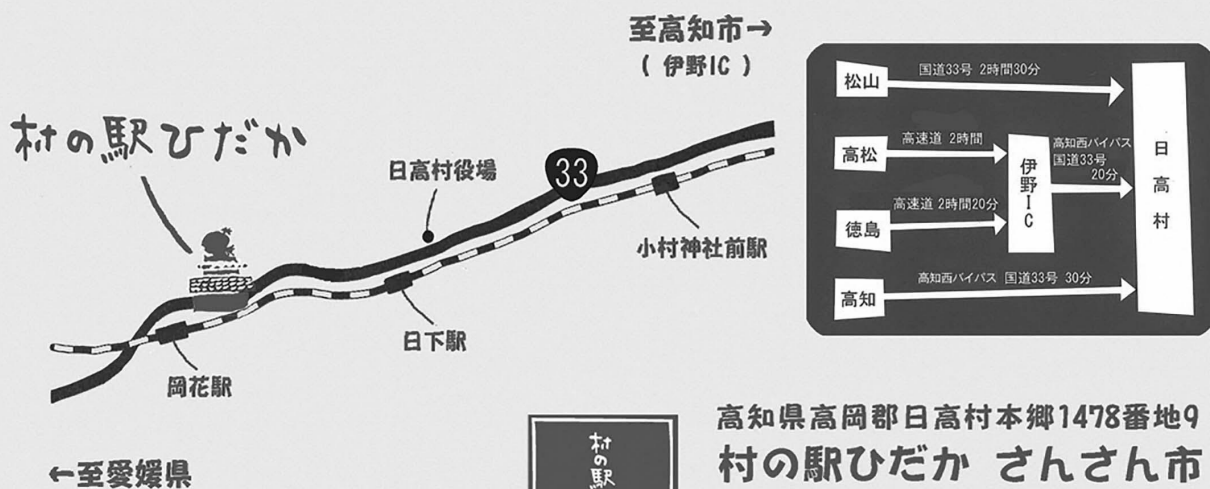 至高知市→
( 伊野IC )
村の駅ひだか
日高村役場
33
小村神社前駅
日下駅
岡花駅
←至愛媛県
松山
国道33号 2時間30分
高松
高速道 2時間
徳島
高速道 2時間20分
伊野IC
高知西バイパス
国道33号
20分
高知
高知西バイパス 国道33号 30分
日高村
村の駅
高知県高岡郡日高村本郷1478番地9
村の駅ひだか さんさん市